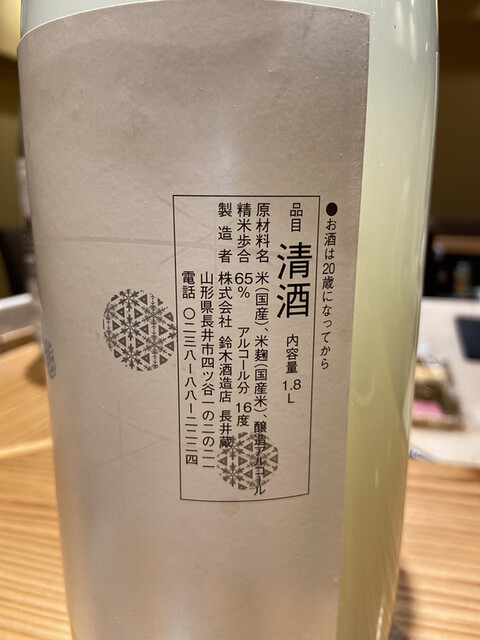 ●お酒は20歳になってから
品目 清酒 内容量 1.8L
原材料名 米(国産)、米麹(国産米)、醸造アルコール
精米歩合 65% アルコール分 16度
製造者 株式会社 鈴木酒造店 長井蔵
山形県長井市四ツ谷一の二の二一
電話 〇二三八ー八八ー二二二四